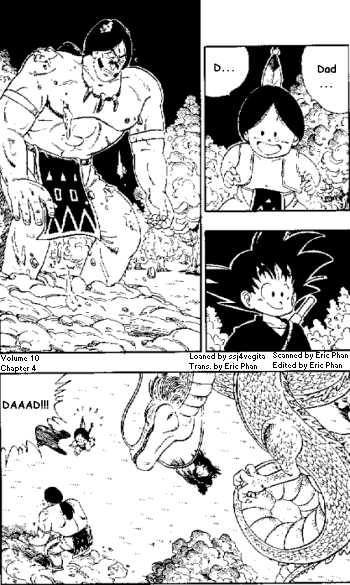 D...
Dad
...
Volume 10
Chapter 4
Loaned by ssj4vegita
Trans. by Eric Phan
Scanned by Eric Phan
Edited by Eric Phan
DAAAD!!!